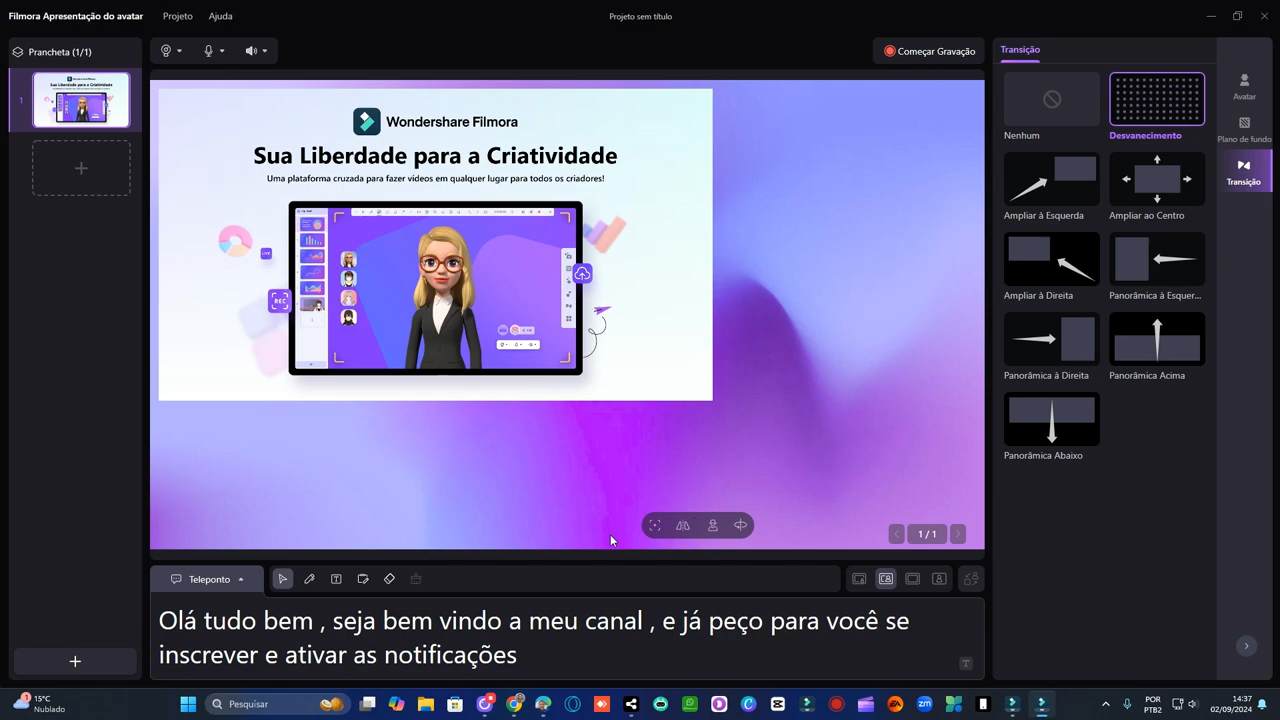 Filmora Apresentação do avatar
Projeto
Ajuda
Projeto sem título
Prancheta (1/1)
Começar Gravação
Transição
1
Wondershare Filmora
Sua Liberdade para a Criatividade
Uma plataforma cruzada para fazer vídeos em qualquer lugar para todos os criadores!
LIVE
REC
1 / 1
Nenhum
Desvanecimento
Ampliar à Esquerda
Ampliar ao Centro
Ampliar à Direita
Panorâmica à Esquer...
Panorâmica à Direita
Panorâmica Acima
Panorâmica Abaixo
Avatar
Plano de fundo
Transição
Teleponto
Olá tudo bem , seja bem vindo a meu canal , e já peço para você se
inscrever e ativar as notificações
15°C
Nublado
Pesquisar
POR
PTB2
14:37
02/09/2024